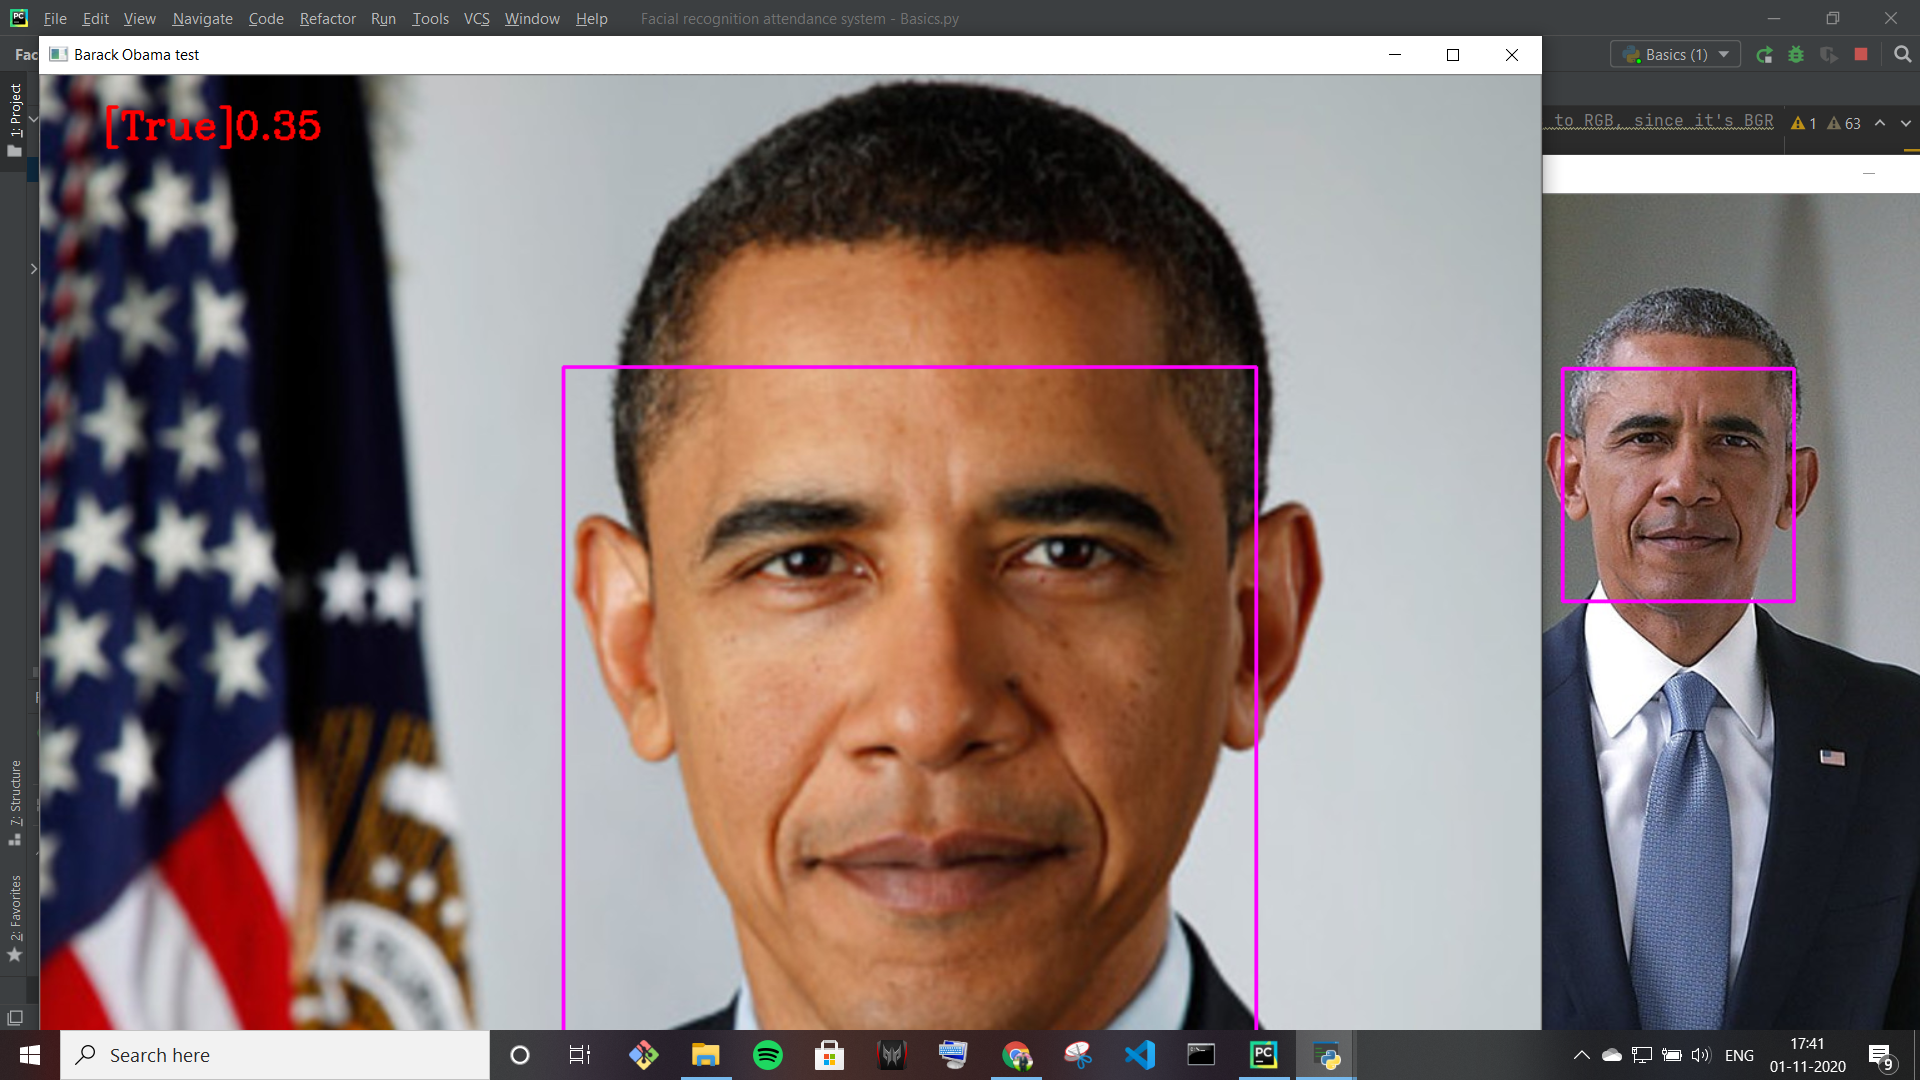 File Edit View Navigate Code Refactor Run Tools VCS Window Help Facial recognition attendance system - Basics.py
Fac
Barack Obama test
Basics (1)
1: Project
[True]0.35
to RGB, since it's BGR
1 63
7: Structure
2: Favorites
Search here
ENG
17:41
01-11-2020
9
PC